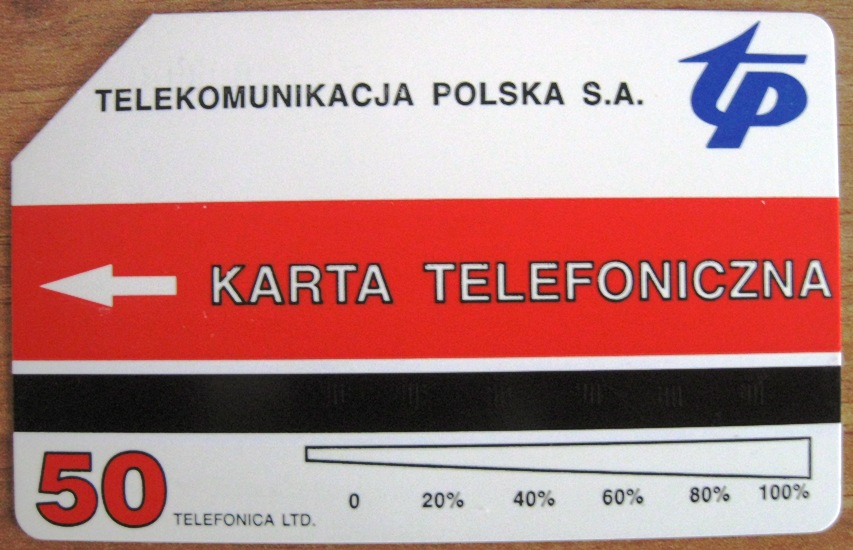 TELEKOMUNIKACJA POLSKA S.A.
tp
KARTA TELEFONICZNA
50
TELEFONICA LTD.
0 20% 40% 60% 80% 100%